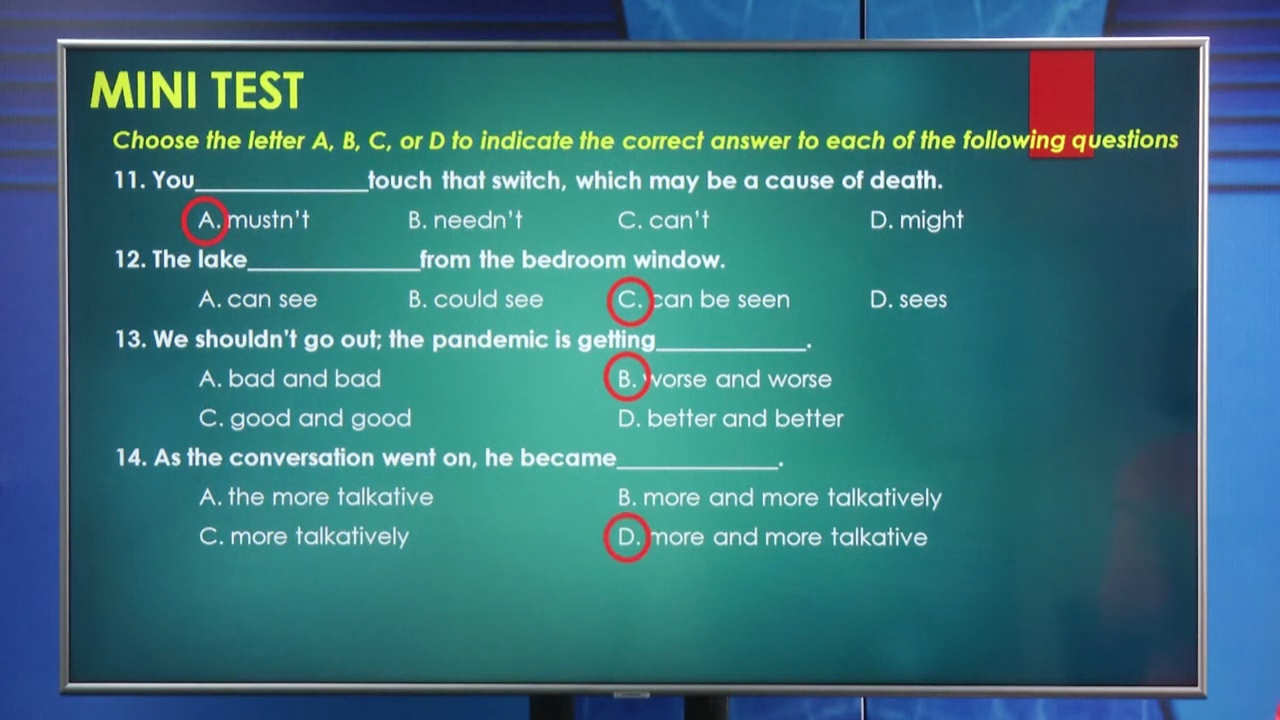 MINI TEST
Choose the letter A, B, C, or D to indicate the correct answer to each of the following questions
11. You_____________touch that switch, which may be a cause of death.
A. mustn't B. needn't C. can't D. might
12. The lake_____________from the bedroom window.
A. can see B. could see C. can be seen D. sees
13. We shouldn't go out; the pandemic is getting___________.
A. bad and bad B. worse and worse
C. good and good D. better and better
14. As the conversation went on, he became____________.
A. the more talkative B. more and more talkatively
C. more talkatively D. more and more talkative